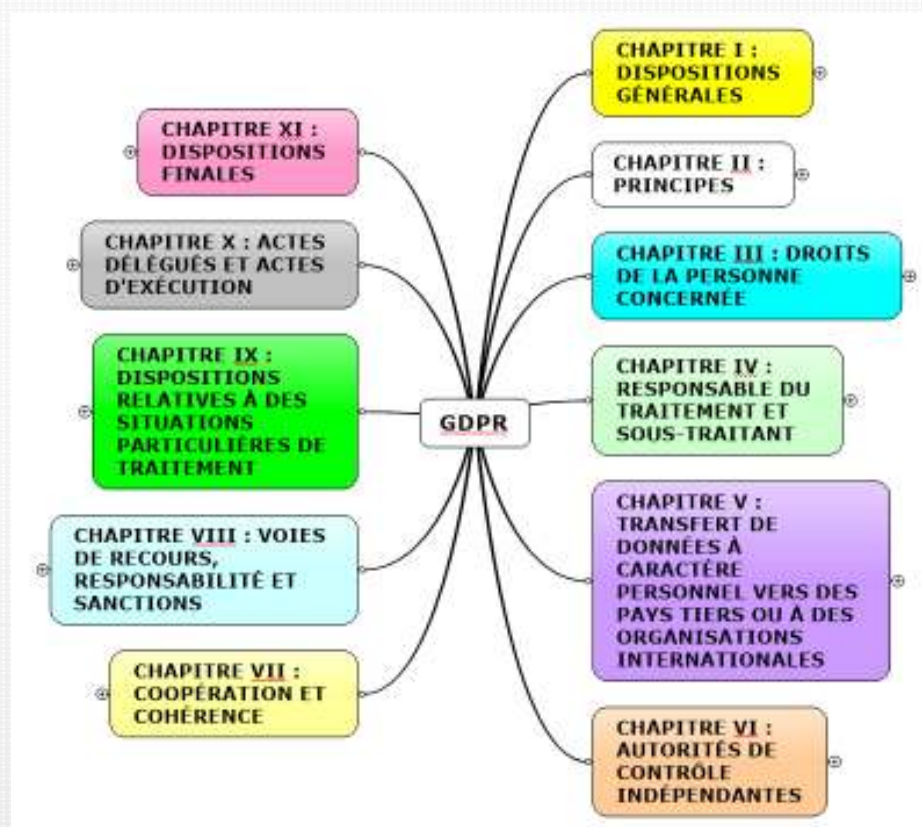 CHAPITRE I :
DISPOSITIONS
GÉNÉRALES
CHAPITRE II :
PRINCIPES
CHAPITRE III : DROITS
DE LA PERSONNE
CONCERNÉE
CHAPITRE IV :
RESPONSABLE DU
TRAITEMENT ET
SOUS-TRAITANT
CHAPITRE V :
TRANSFERT DE
DONNÉES À
CARACTÈRE
PERSONNEL VERS DES
PAYS TIERS OU À DES
ORGANISATIONS
INTERNATIONALES
CHAPITRE VI :
AUTORITÉS DE
CONTRÔLE
INDÉPENDANTES
GDPR
CHAPITRE VII :
COOPÉRATION ET
COHÉRENCE
CHAPITRE VIII : VOIES
DE RECOURS,
RESPONSABILITÉ ET
SANCTIONS
CHAPITRE IX :
DISPOSITIONS
RELATIVES À DES
SITUATIONS
PARTICULIÈRES DE
TRAITEMENT
CHAPITRE X : ACTES
DÉLÉGUÉS ET ACTES
D'EXÉCUTION
CHAPITRE XI :
DISPOSITIONS
FINALES